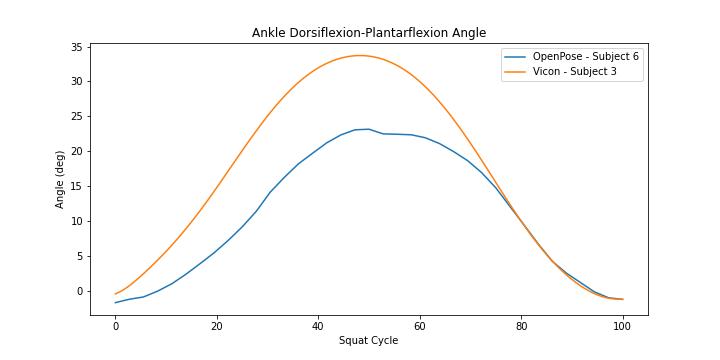 Ankle Dorsiflexion-Plantarflexion Angle
35
30
25
20
15
10
5
0
Angle (deg)
OpenPose - Subject 6
Vicon - Subject 3
0 20 40 60 80 100
Squat Cycle